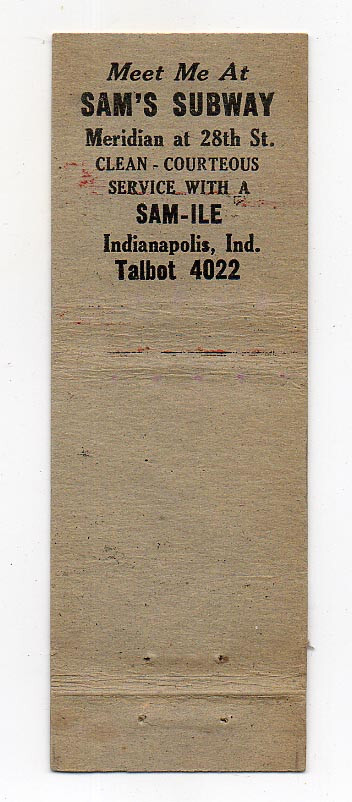 Meet Me At
SAM'S SUBWAY
Meridian at 28th St.
CLEAN - COURTEOUS
SERVICE WITH A
SAM-ILE
Indianapolis, Ind.
Talbot 4022